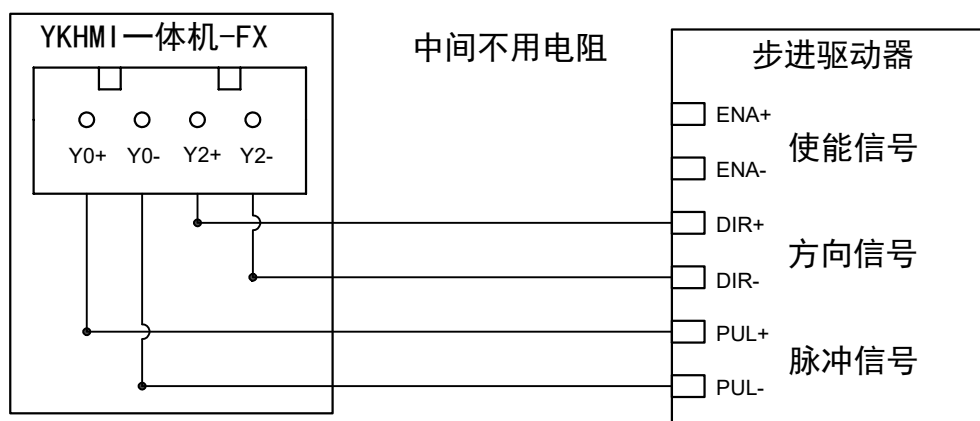 YKHMI一体机-FX
中间不用电阻
步进驱动器
Y0+ Y0- Y2+ Y2-
ENA+
使能信号
ENA-
DIR+
方向信号
DIR-
PUL+
脉冲信号
PUL-